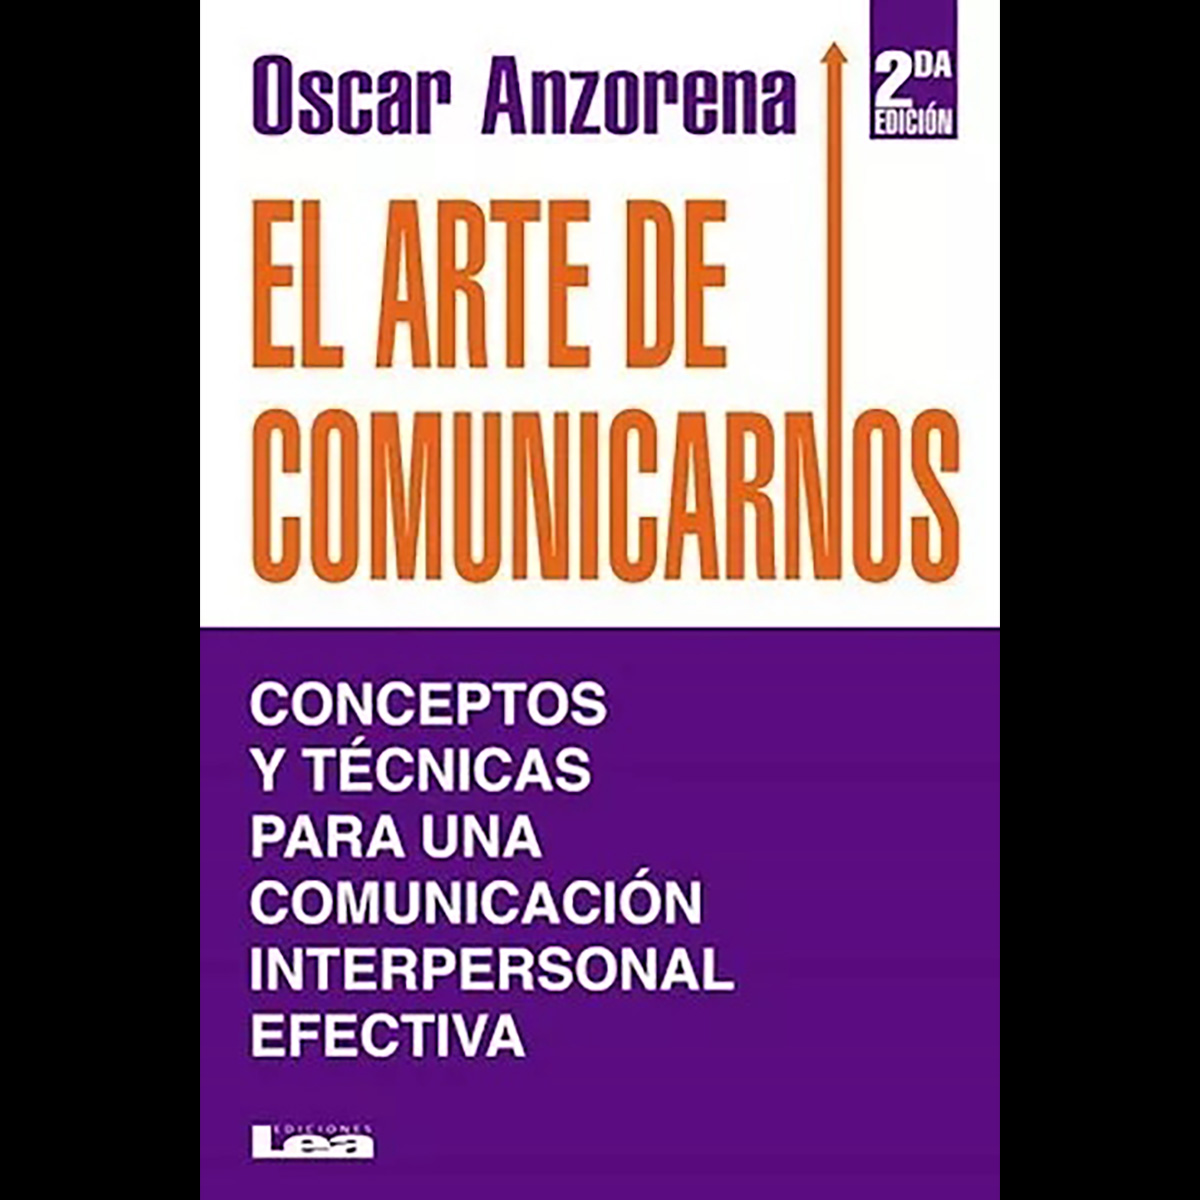 Oscar Anzorena
2DA
EDICIÓN
EL ARTE DE
COMUNICARNOS
CONCEPTOS
Y TÉCNICAS
PARA UNA
COMUNICACIÓN
INTERPERSONAL
EFECTIVA
EDICIONES
Lea